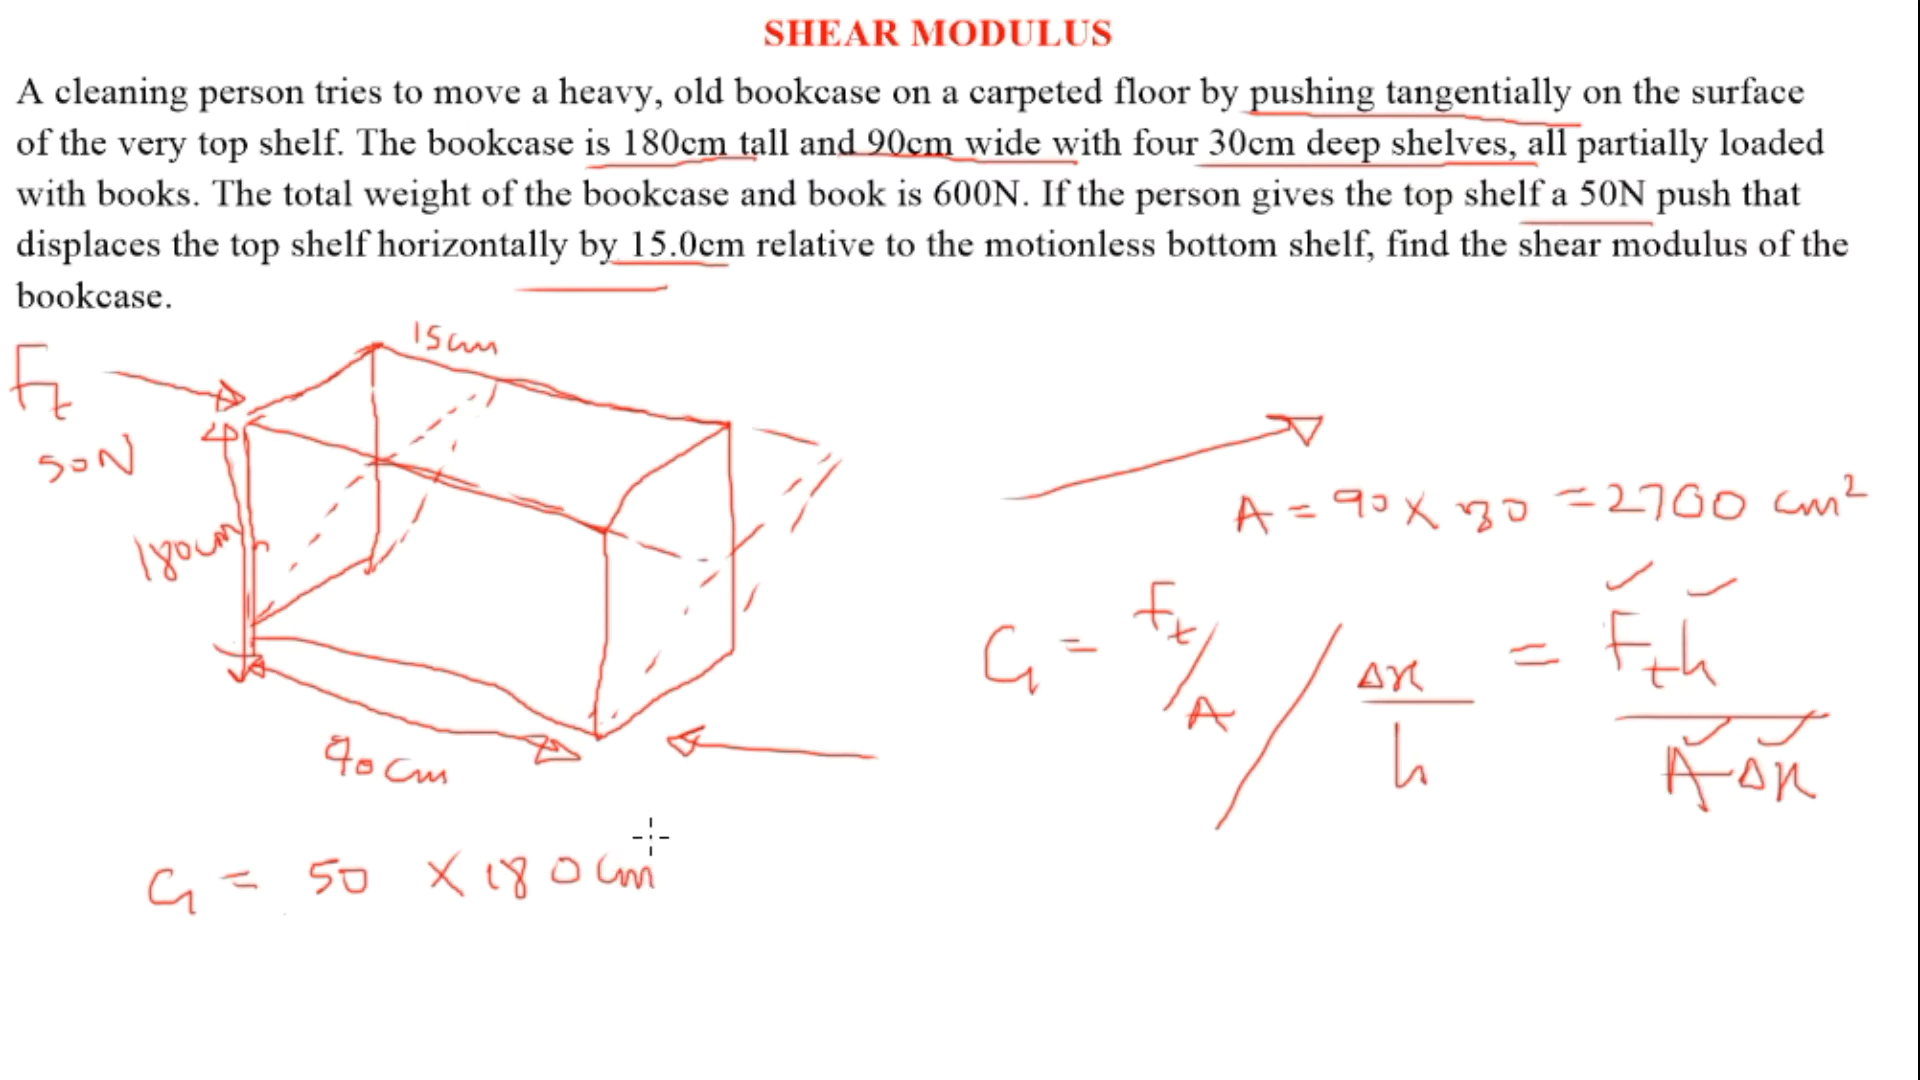 SHEAR MODULUS
A cleaning person tries to move a heavy, old bookcase on a carpeted floor by pushing tangentially on the surface
of the very top shelf. The bookcase is 180cm tall and 90cm wide with four 30cm deep shelves, all partially loaded
with books. The total weight of the bookcase and book is 600N. If the person gives the top shelf a 50N push that
displaces the top shelf horizontally by 15.0cm relative to the motionless bottom shelf, find the shear modulus of the
bookcase.
15cm
Ft
50N
180cm
90cm
A = 90 × 30 = 2700 cm²
G = Ft/A / Δx/h = Fth/AΔx
G = 50 × 180cm